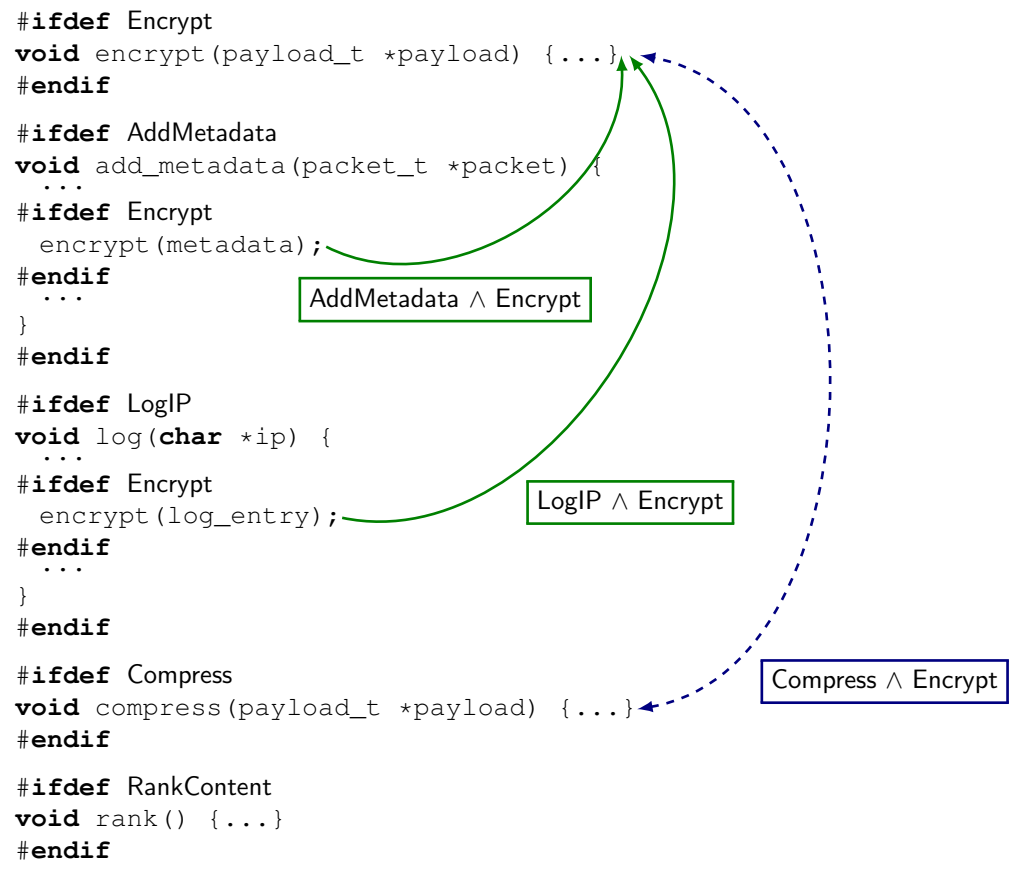 #ifdef Encrypt
void encrypt(payload_t *payload) {...}
#endif
#ifdef AddMetadata
void add_metadata(packet_t *packet) {
...
#ifdef Encrypt
encrypt(metadata);
#endif
...
AddMetadata ∧ Encrypt
}
#endif
#ifdef LogIP
void log(char *ip) {
...
#ifdef Encrypt
encrypt(log_entry);
LogIP ∧ Encrypt
#endif
...
}
#endif
#ifdef Compress
void compress(payload_t *payload) {...}
Compress ∧ Encrypt
#endif
#ifdef RankContent
void rank() {...}
#endif